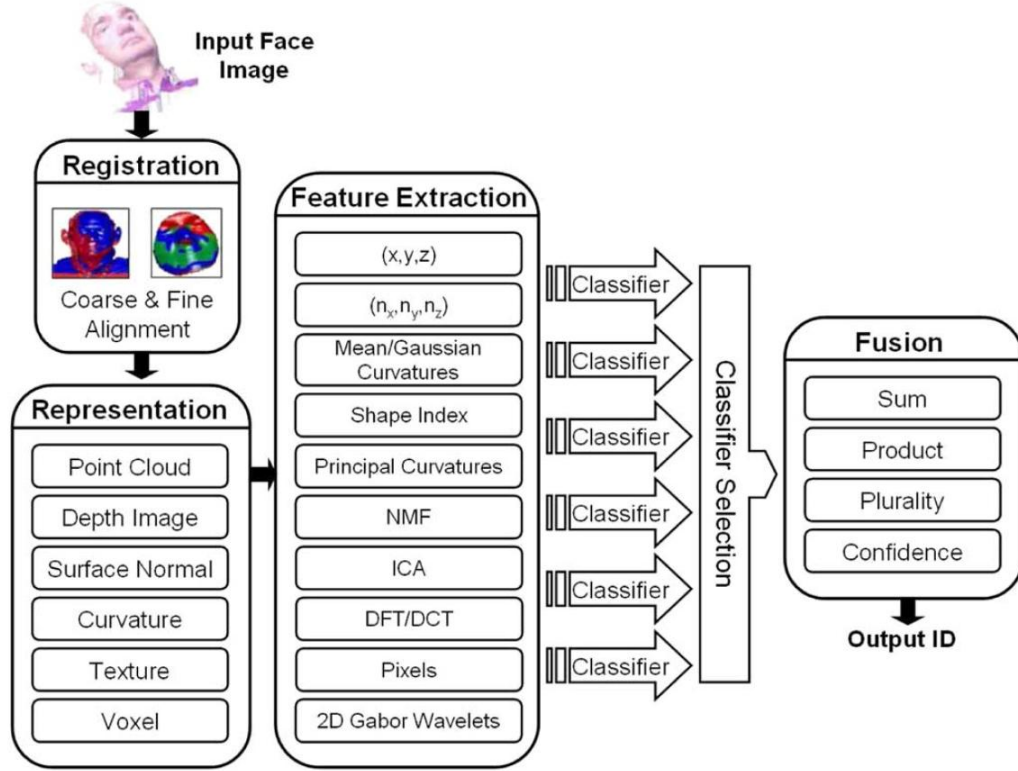 Input Face
Image
Registration
Coarse & Fine
Alignment
Representation
Point Cloud
Depth Image
Surface Normal
Curvature
Texture
Voxel
Feature Extraction
(x,y,z)
(nx,ny,nz)
Mean/Gaussian
Curvatures
Shape Index
Principal Curvatures
NMF
ICA
DFT/DCT
Pixels
2D Gabor Wavelets
Classifier
Classifier
Classifier
Classifier
Classifier
Classifier
Classifier Selection
Fusion
Sum
Product
Plurality
Confidence
Output ID